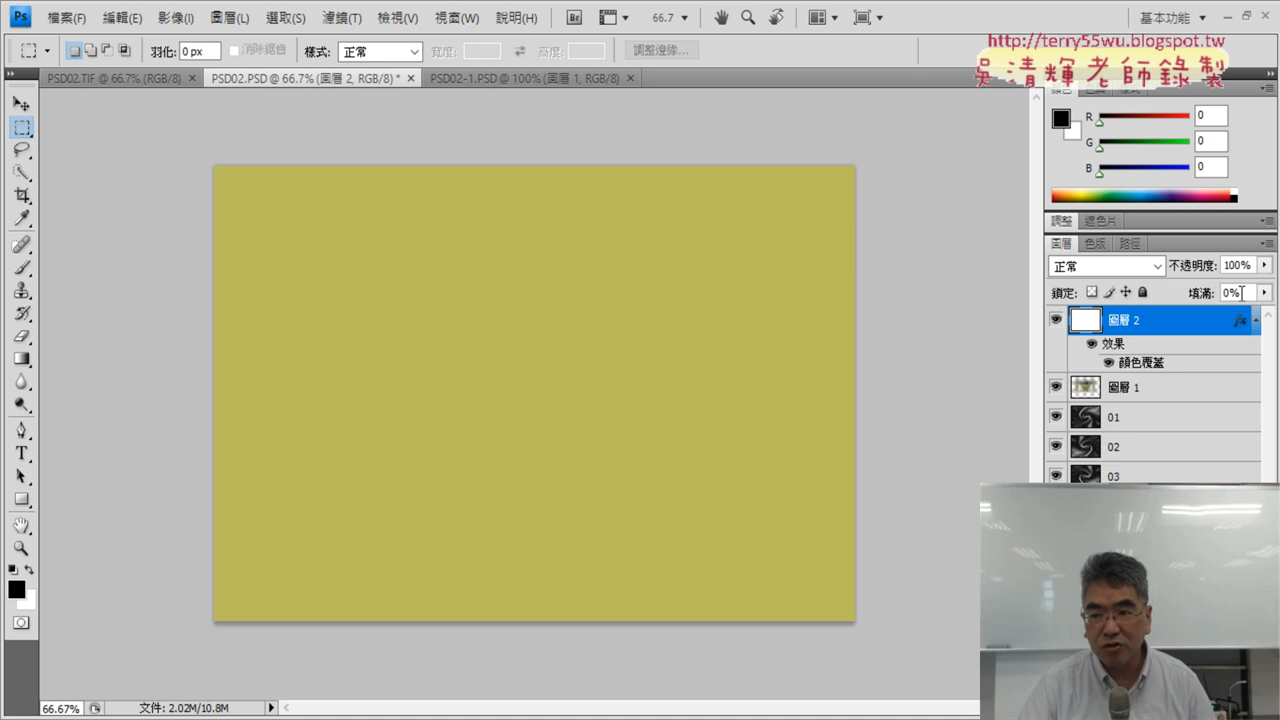 Ps 檔案(F) 編輯(E) 影像(I) 圖層(L) 選取(S) 濾鏡(T) 檢視(V) 視窗(W) 說明(H) Br 66.7 基本功能
羽化: 0 px 消除鋸齒 樣式: 正常 寬度: 高度: 調整邊緣...
http://terry55wu.blogspot.tw
吳清輝老師錄製
PSD02.TIF @ 66.7% (RGB/8) PSD02.PSD @ 66.7% (圖層 2, RGB/8) * PSD02-1.PSD @ 100% (圖層 1, RGB/8)
R 0
G 0
B 0
調整 遮色片
圖層 色版 路徑
正常 不透明度: 100%
鎖定: 填滿: 0%
圖層 2 fx
效果
顏色覆蓋
圖層 1
01
02
03
T
66.67% 文件: 2.02M/10.8M